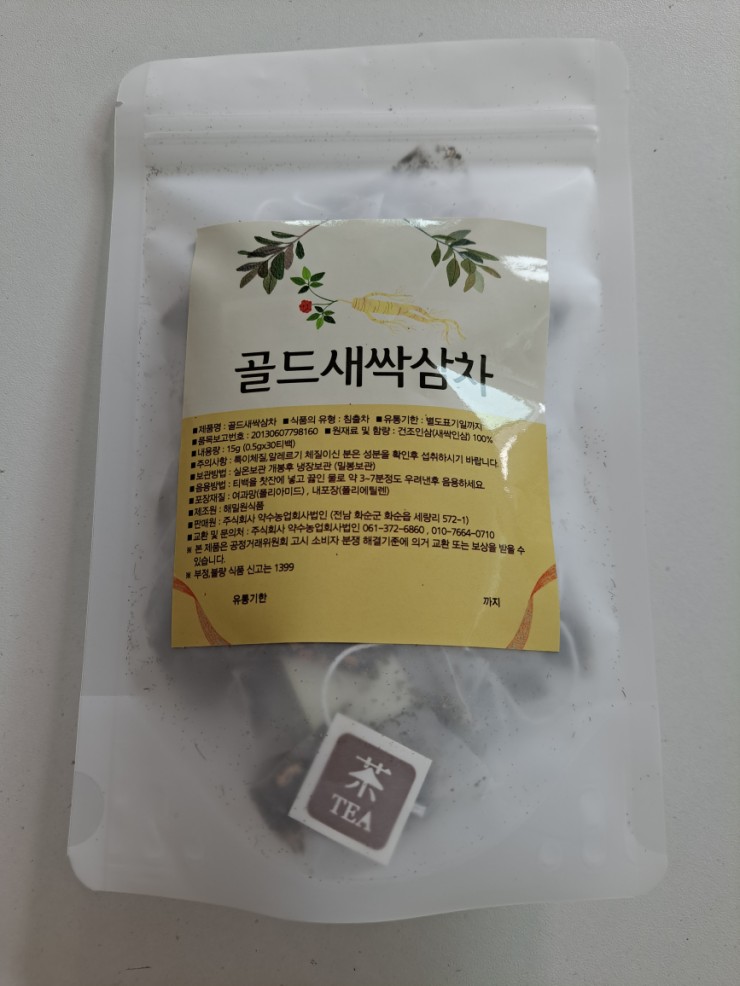 골드새싹삼차
■제품명 : 골드새싹삼차 ■식품의 유형 : 침출차 ■유통기한 : 별도표기일까지
■품목보고번호 : 20130607798160 ■원재료 및 함량 : 건조인삼(새싹인삼) 100%
■내용량 : 15g (0.5gx30티백)
■주의사항 : 특이체질,알레르기 체질이신 분은 성분을 확인후 섭취하시기 바랍니다.
■보관방법 : 실온보관 개봉후 냉장보관 (밀봉보관)
■음용방법 : 티백을 찻잔에 넣고 끓인 물로 약 3-7분정도 우려낸후 음용하세요.
■포장재질 : 여과망(폴리아미드) , 내포장(폴리에틸렌)
■제조원 : 해밀원식품
■판매원 : 주식회사 약수농업회사법인 (전남 화순군 화순읍 세량리 572-1)
■교환 및 문의처 : 주식회사 약수농업회사법인 061-372-6860 , 010-7664-0710
※ 본 제품은 공정거래위원회 고시 소비자 분쟁 해결기준에 의거 교환 또는 보상을 받을 수
있습니다.
※ 부정,불량 식품 신고는 1399
유통기한 까지
茶
TEA